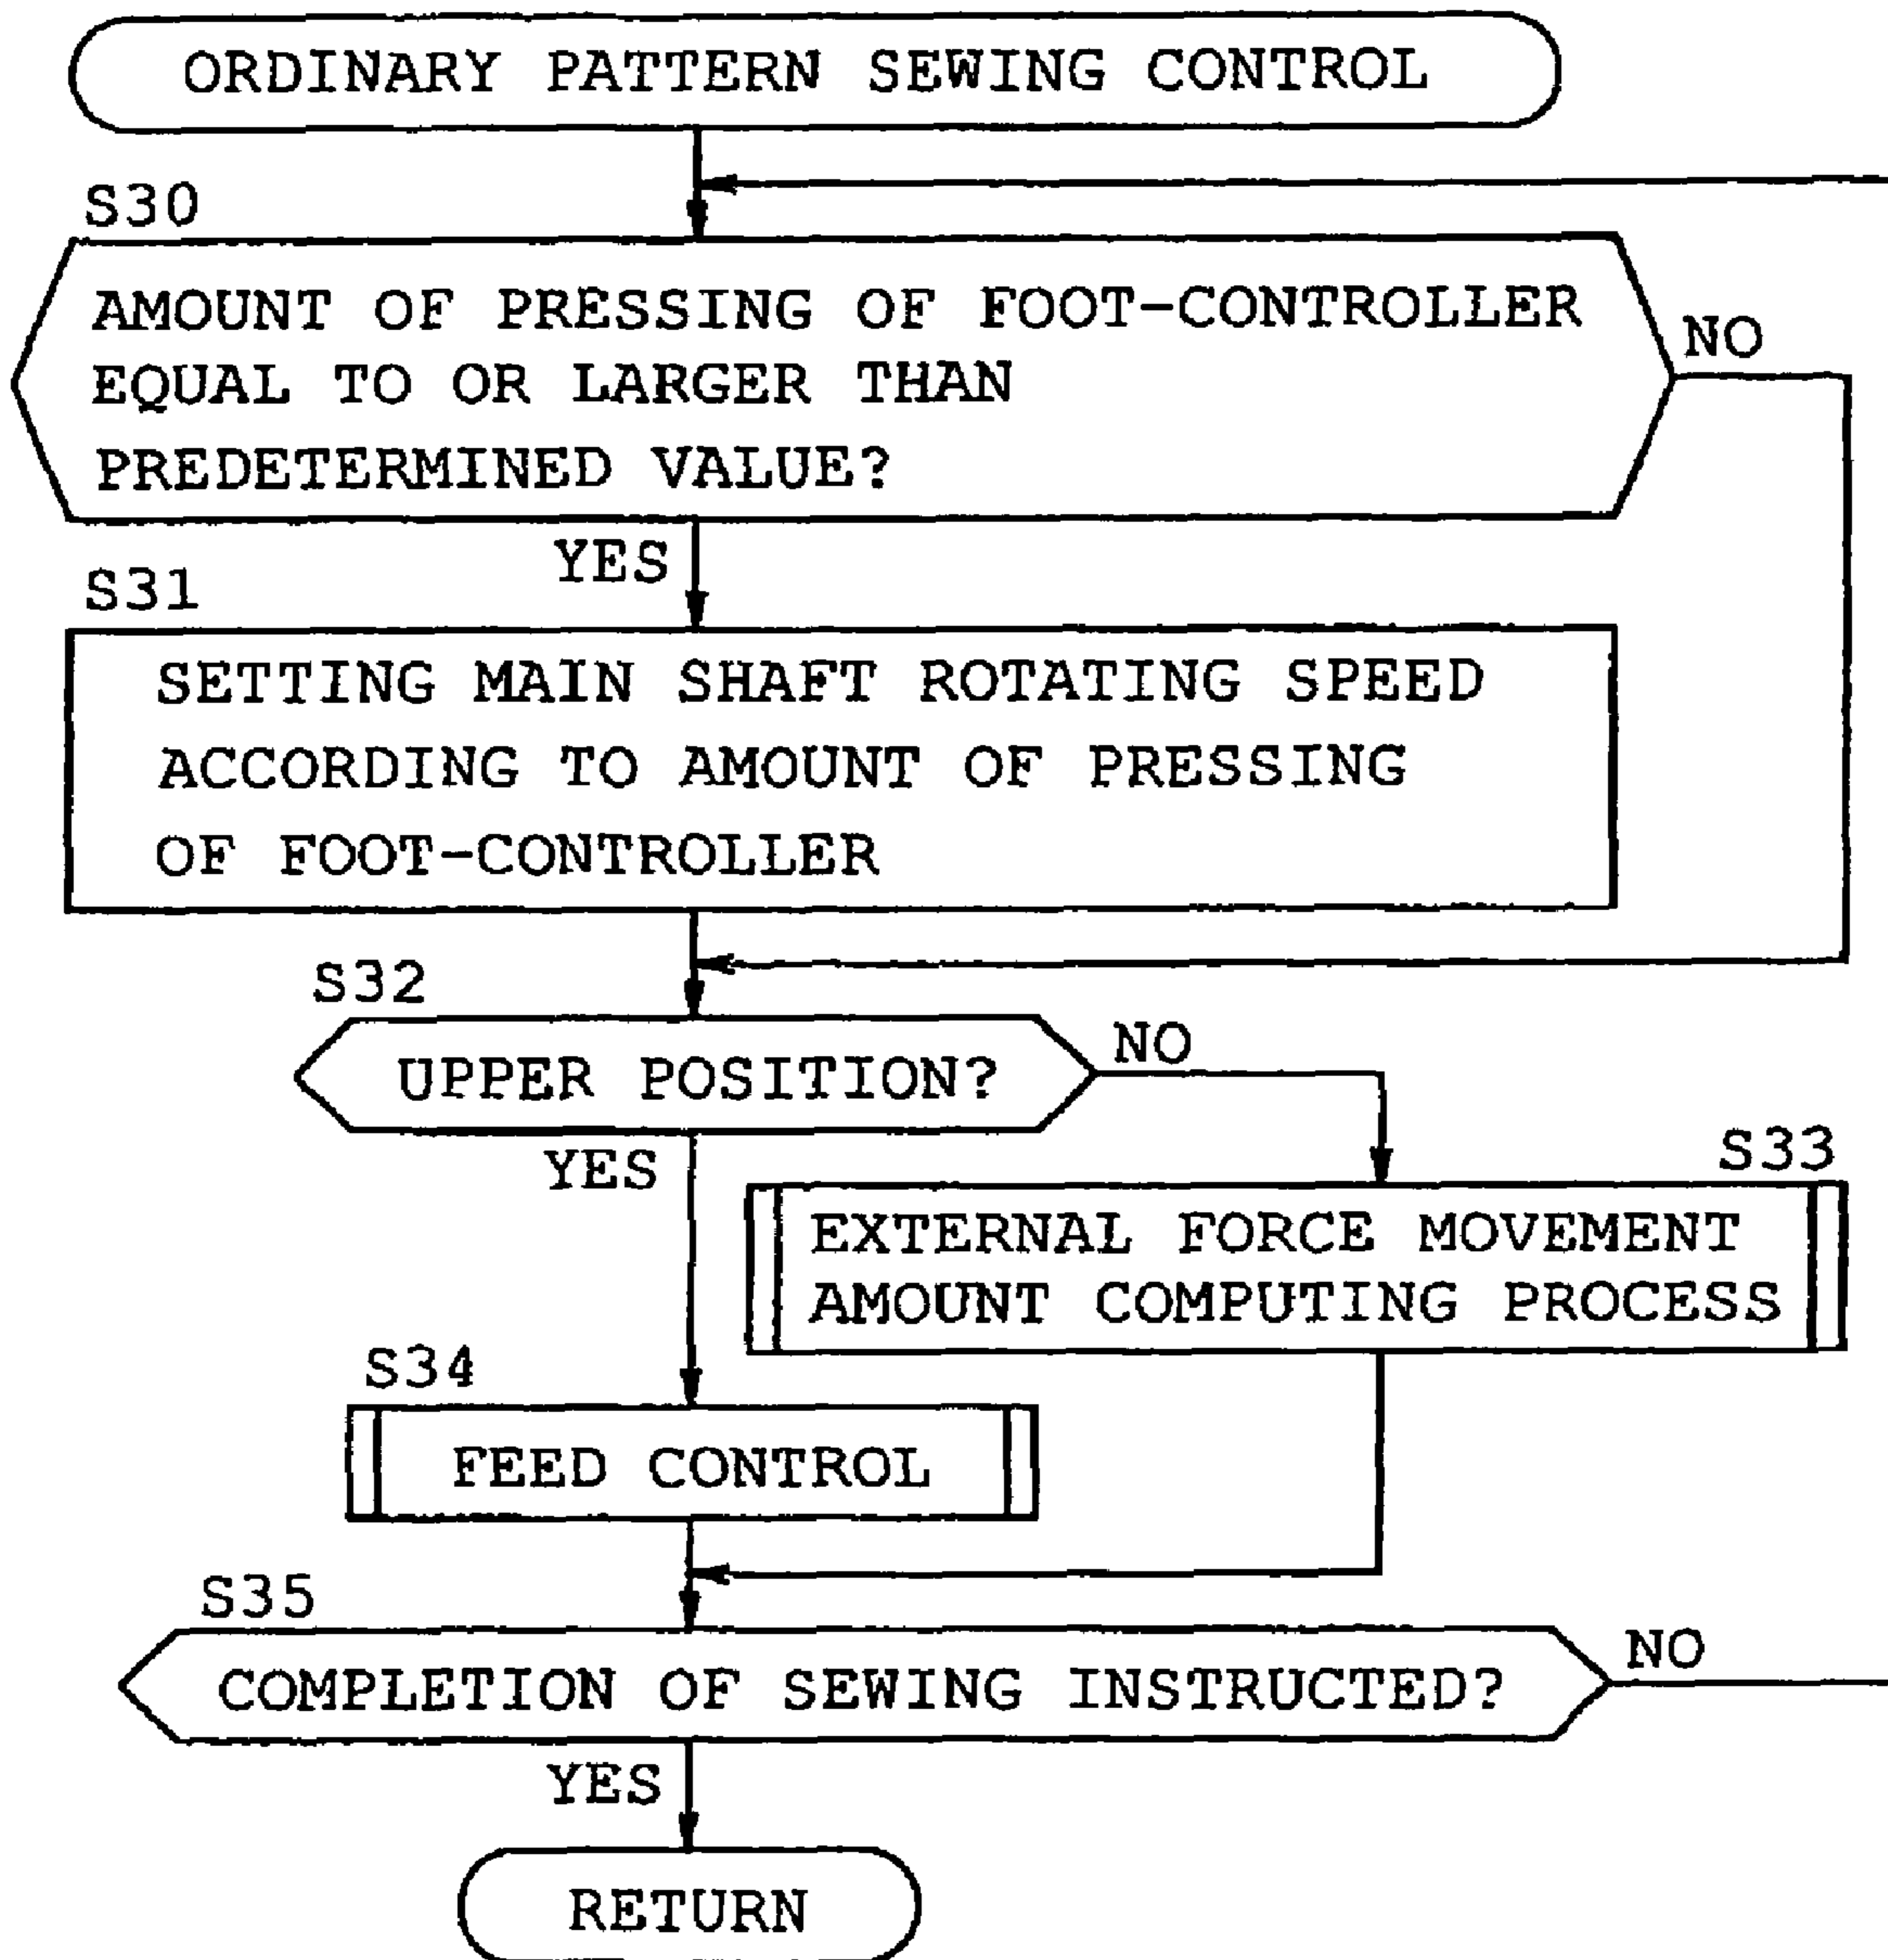 ORDINARY PATTERN SEWING CONTROL
S30
AMOUNT OF PRESSING OF FOOT-CONTROLLER
EQUAL TO OR LARGER THAN
PREDETERMINED VALUE?
NO
YES
S31
SETTING MAIN SHAFT ROTATING SPEED
ACCORDING TO AMOUNT OF PRESSING
OF FOOT-CONTROLLER
S32
UPPER POSITION?
NO
YES
S33
EXTERNAL FORCE MOVEMENT
AMOUNT COMPUTING PROCESS
S34
FEED CONTROL
S35
COMPLETION OF SEWING INSTRUCTED?
NO
YES
RETURN